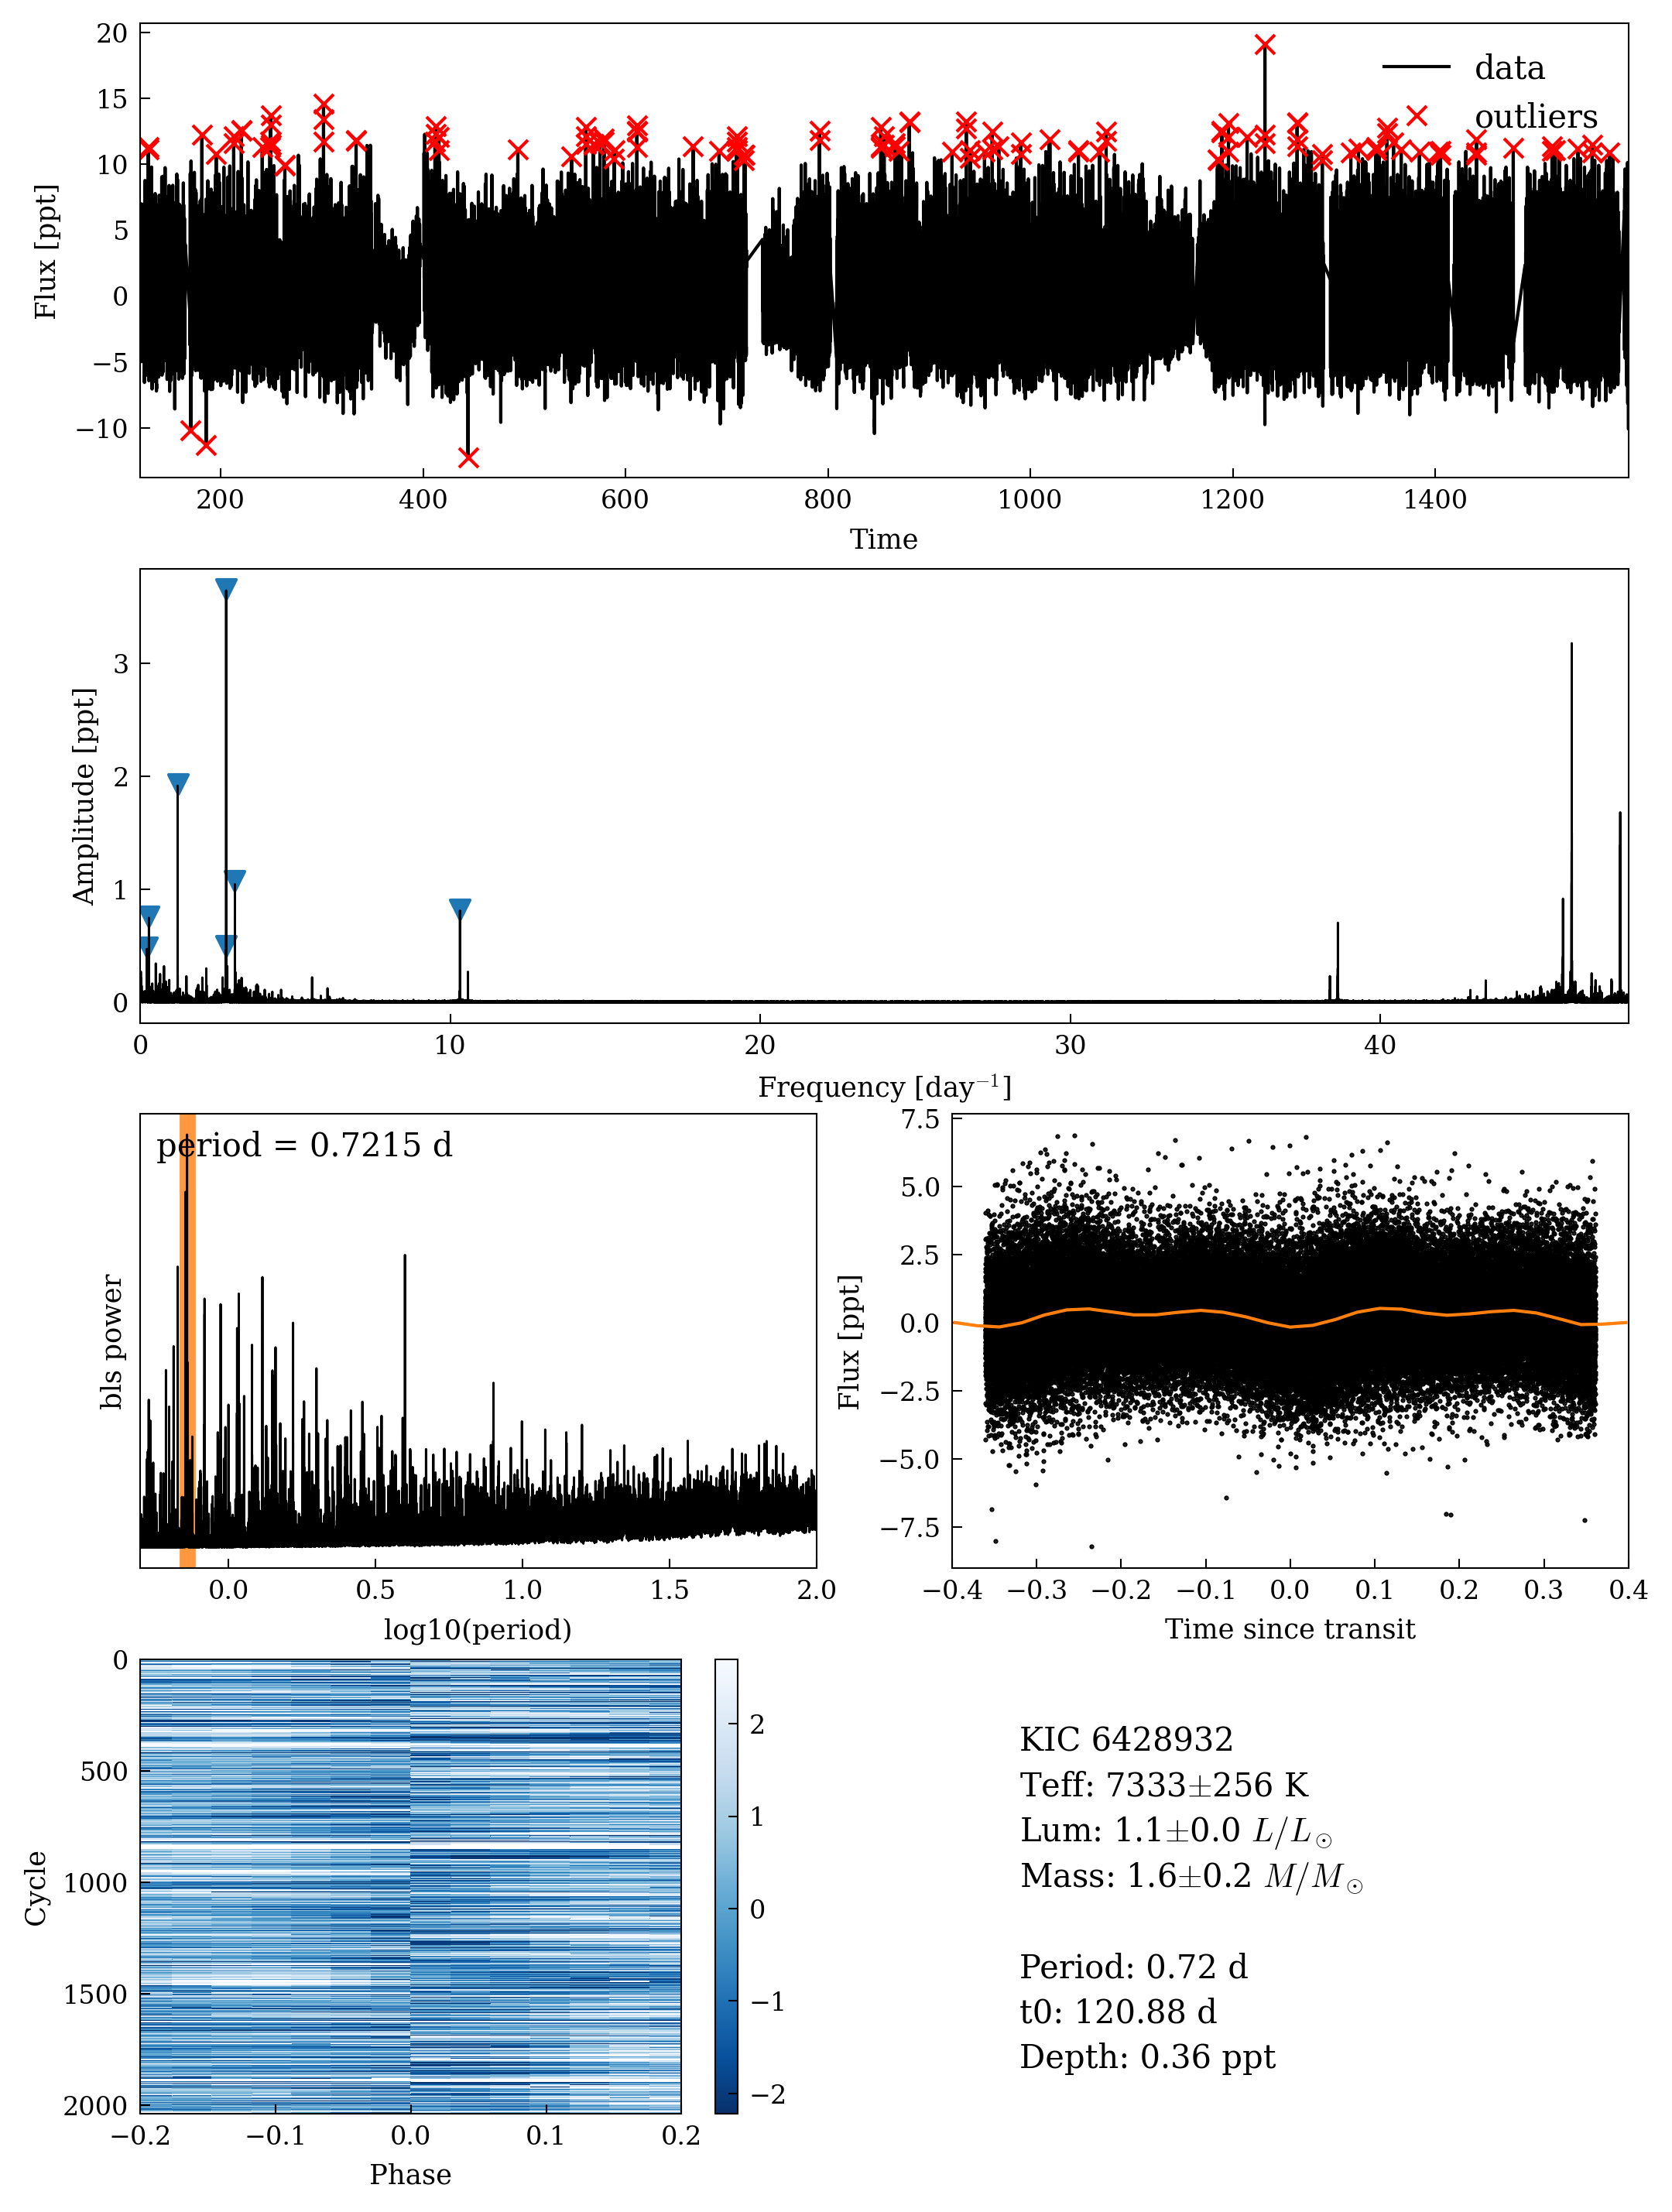 20
15
10
5
0
−5
−10
Flux [ppt]
data
outliers
200 400 600 800 1000 1200 1400
Time
3
2
1
0
Amplitude [ppt]
0 10 20 30 40
Frequency [day⁻¹]
period = 0.7215 d
bls power
0.0 0.5 1.0 1.5 2.0
log10(period)
7.5
5.0
2.5
0.0
−2.5
−5.0
−7.5
Flux [ppt]
−0.4 −0.3 −0.2 −0.1 0.0 0.1 0.2 0.3 0.4
Time since transit
0
500
1000
1500
2000
Cycle
−0.2 −0.1 0.0 0.1 0.2
Phase
2
1
0
−1
−2
KIC 6428932
Teff: 7333±256 K
Lum: 1.1±0.0 L/L⊙
Mass: 1.6±0.2 M/M⊙
Period: 0.72 d
t0: 120.88 d
Depth: 0.36 ppt